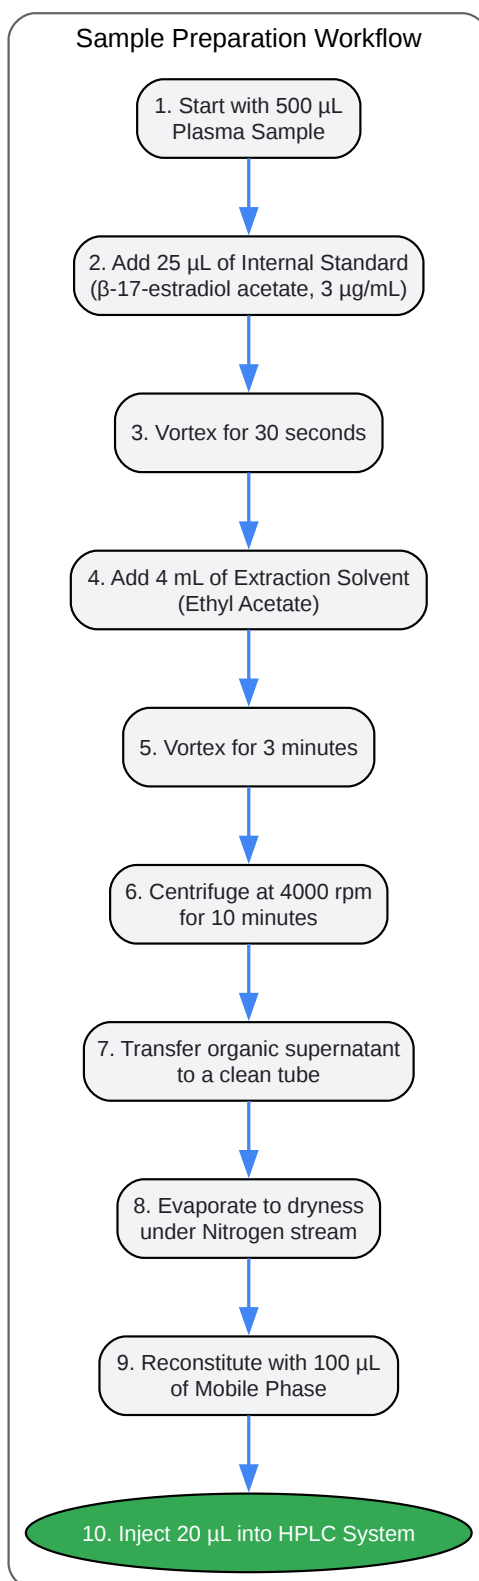 Sample Preparation Workflow
1. Start with 500 µL
Plasma Sample
2. Add 25 µL of Internal Standard
(β-17-estradiol acetate, 3 µg/mL)
3. Vortex for 30 seconds
4. Add 4 mL of Extraction Solvent
(Ethyl Acetate)
5. Vortex for 3 minutes
6. Centrifuge at 4000 rpm
for 10 minutes
7. Transfer organic supernatant
to a clean tube
8. Evaporate to dryness
under Nitrogen stream
9. Reconstitute with 100 µL
of Mobile Phase
10. Inject 20 µL into HPLC System